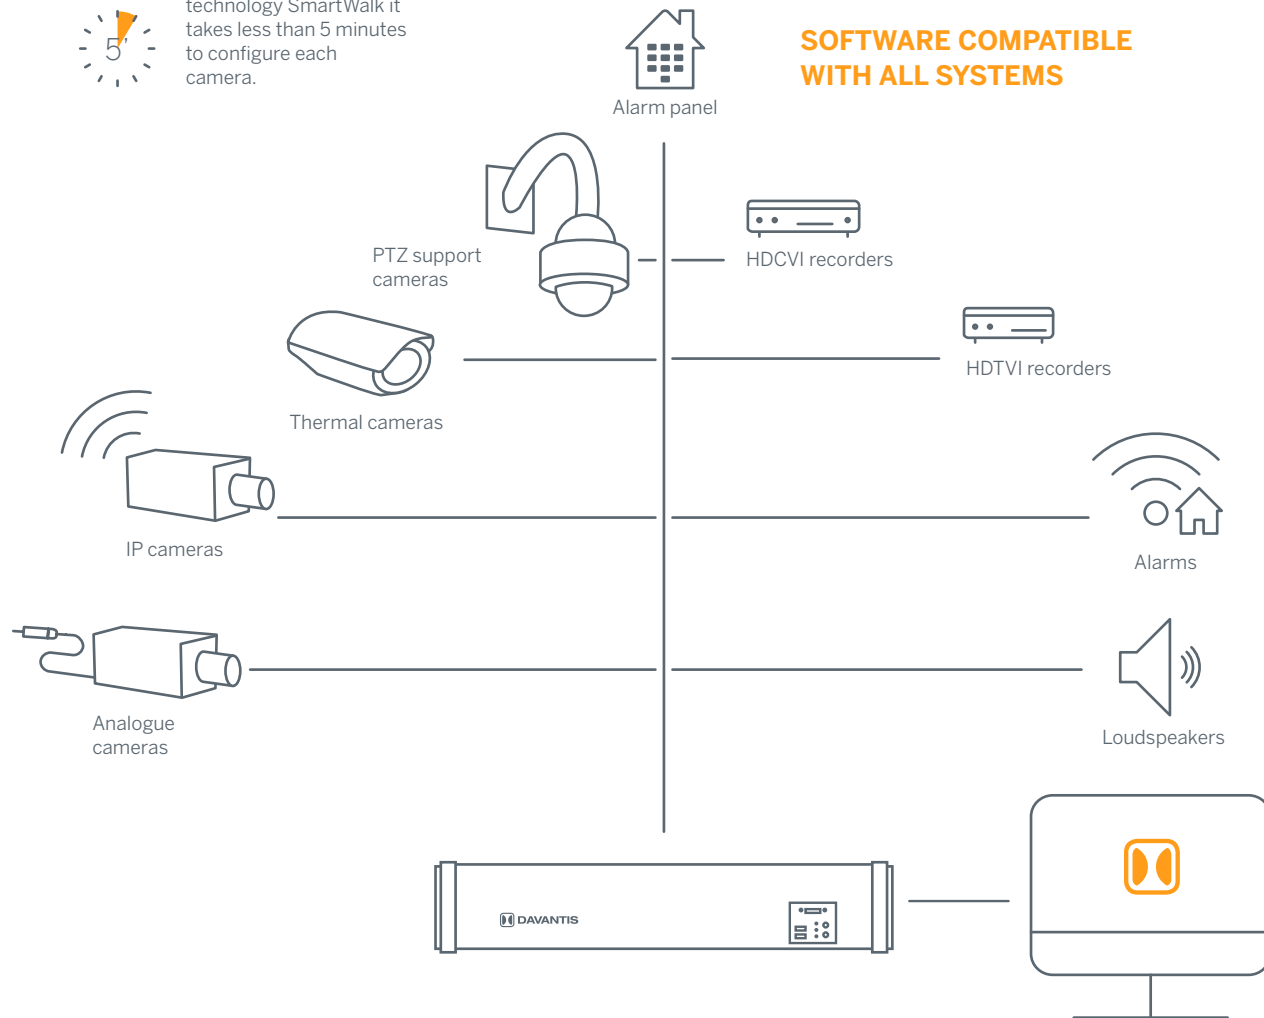 technology SmartWalk it
takes less than 5 minutes
to configure each
camera.
5'
SOFTWARE COMPATIBLE
WITH ALL SYSTEMS
Alarm panel
PTZ support
cameras
HDCVI recorders
HDTVI recorders
Thermal cameras
IP cameras
Alarms
Analogue
cameras
Loudspeakers
DAVANTIS